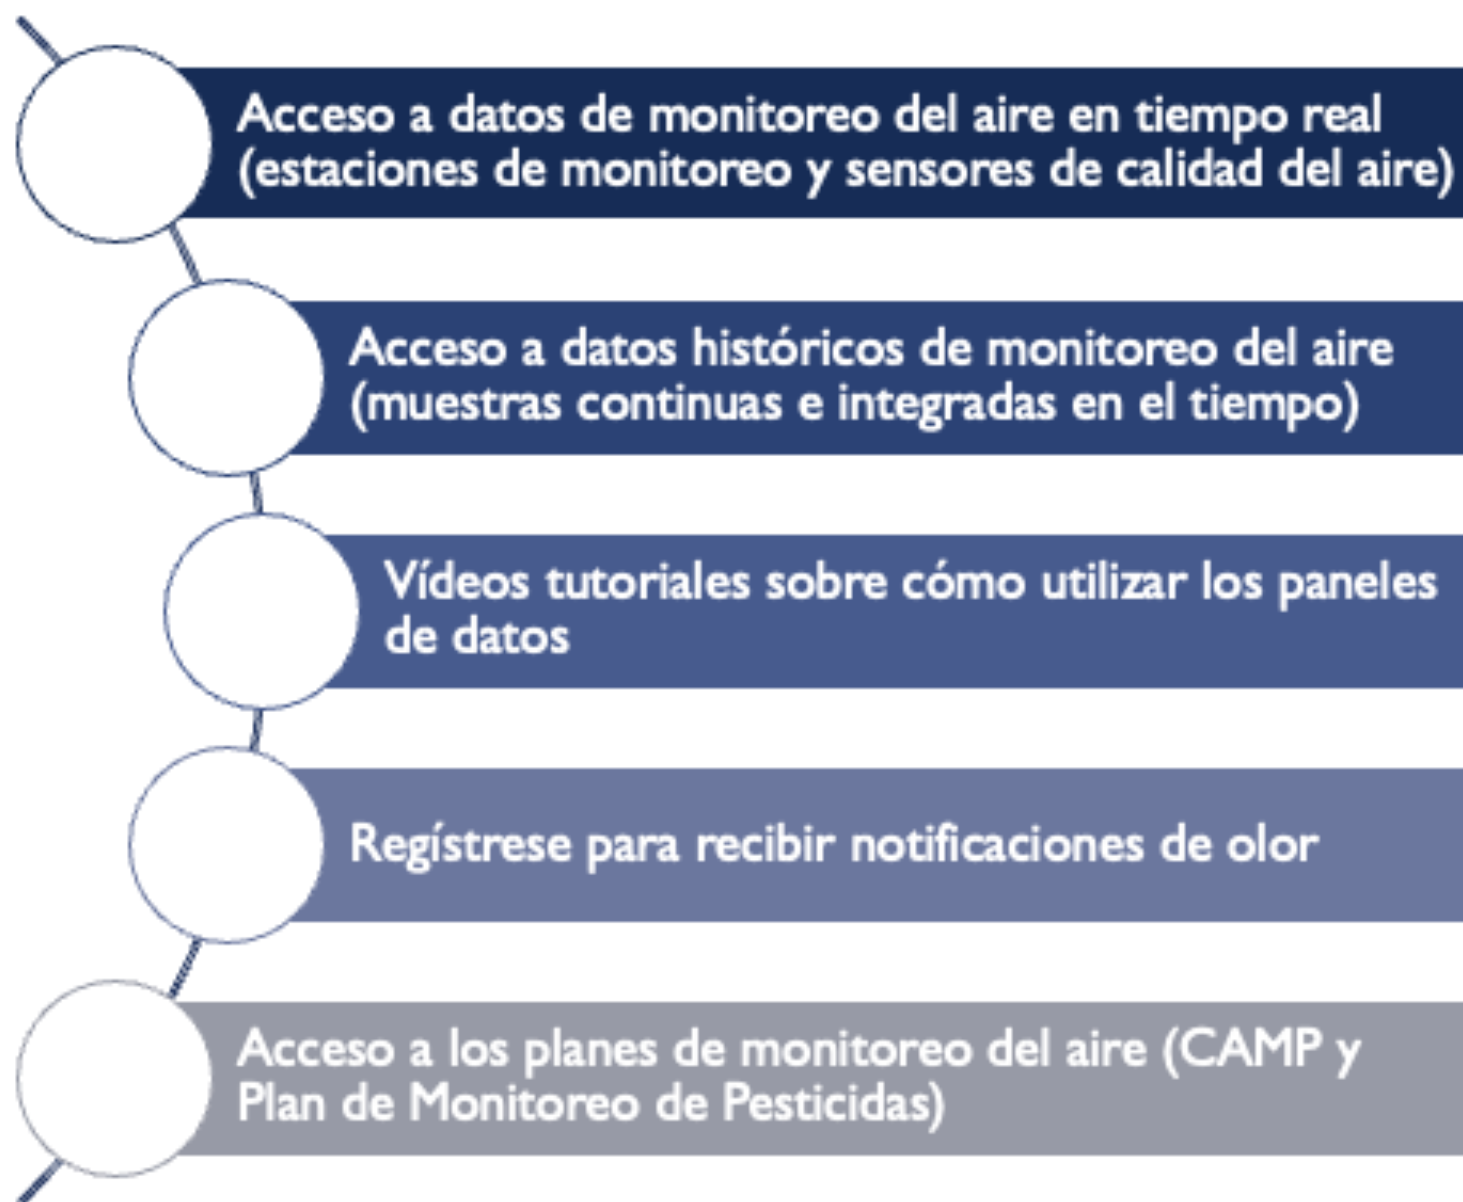 Acceso a datos de monitoreo del aire en tiempo real
(estaciones de monitoreo y sensores de calidad del aire)
Acceso a datos históricos de monitoreo del aire
(muestras continuas e integradas en el tiempo)
Vídeos tutoriales sobre cómo utilizar los paneles
de datos
Regístrese para recibir notificaciones de olor
Acceso a los planes de monitoreo del aire (CAMP y
Plan de Monitoreo de Pesticidas)